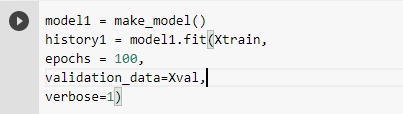 model1 = make_model()
history1 = model1.fit(Xtrain,
epochs = 100,
validation_data=Xval,
verbose=1)